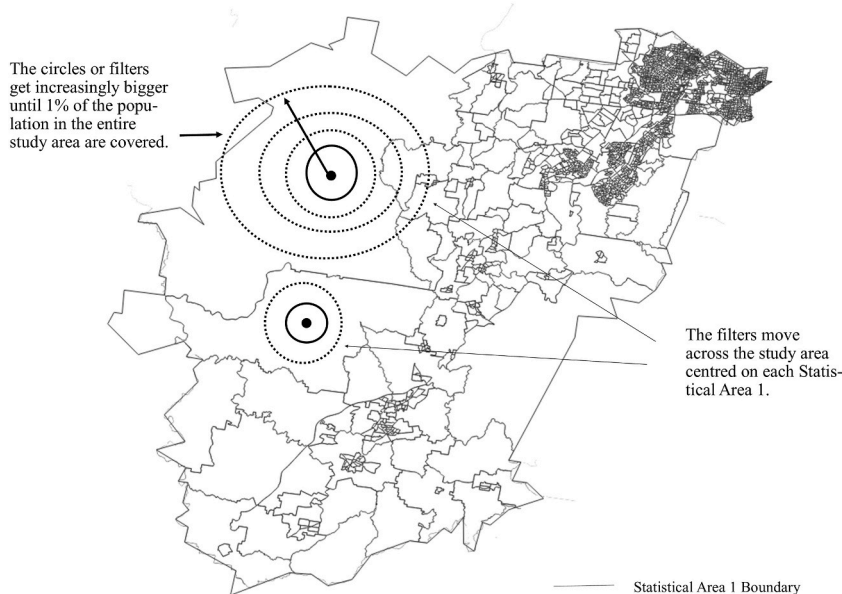 The circles or filters
get increasingly bigger
until 1% of the popu-
lation in the entire
study area are covered.
The filters move
across the study area
centred on each Statis-
tical Area 1.
Statistical Area 1 Boundary